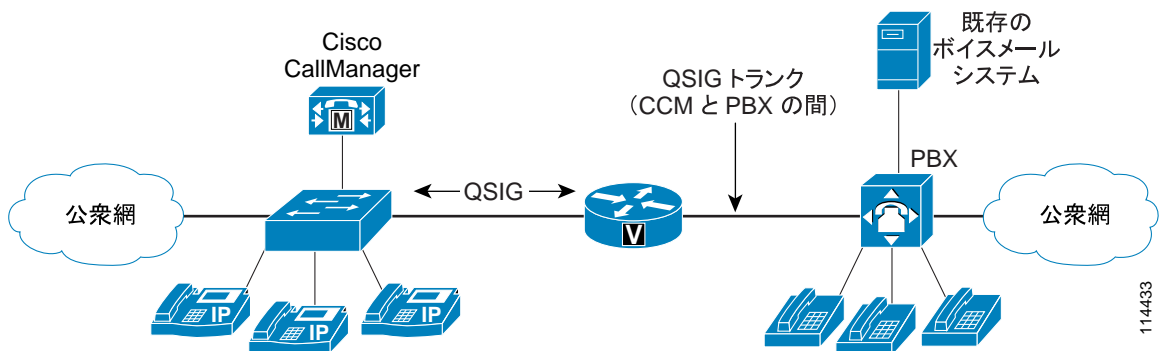 Cisco
CallManager
M
QSIG トランク
（CCM と PBX の間）
既存の
ボイスメール
システム
PBX
公衆網
QSIG
V
公衆網
IP
IP
IP
114433